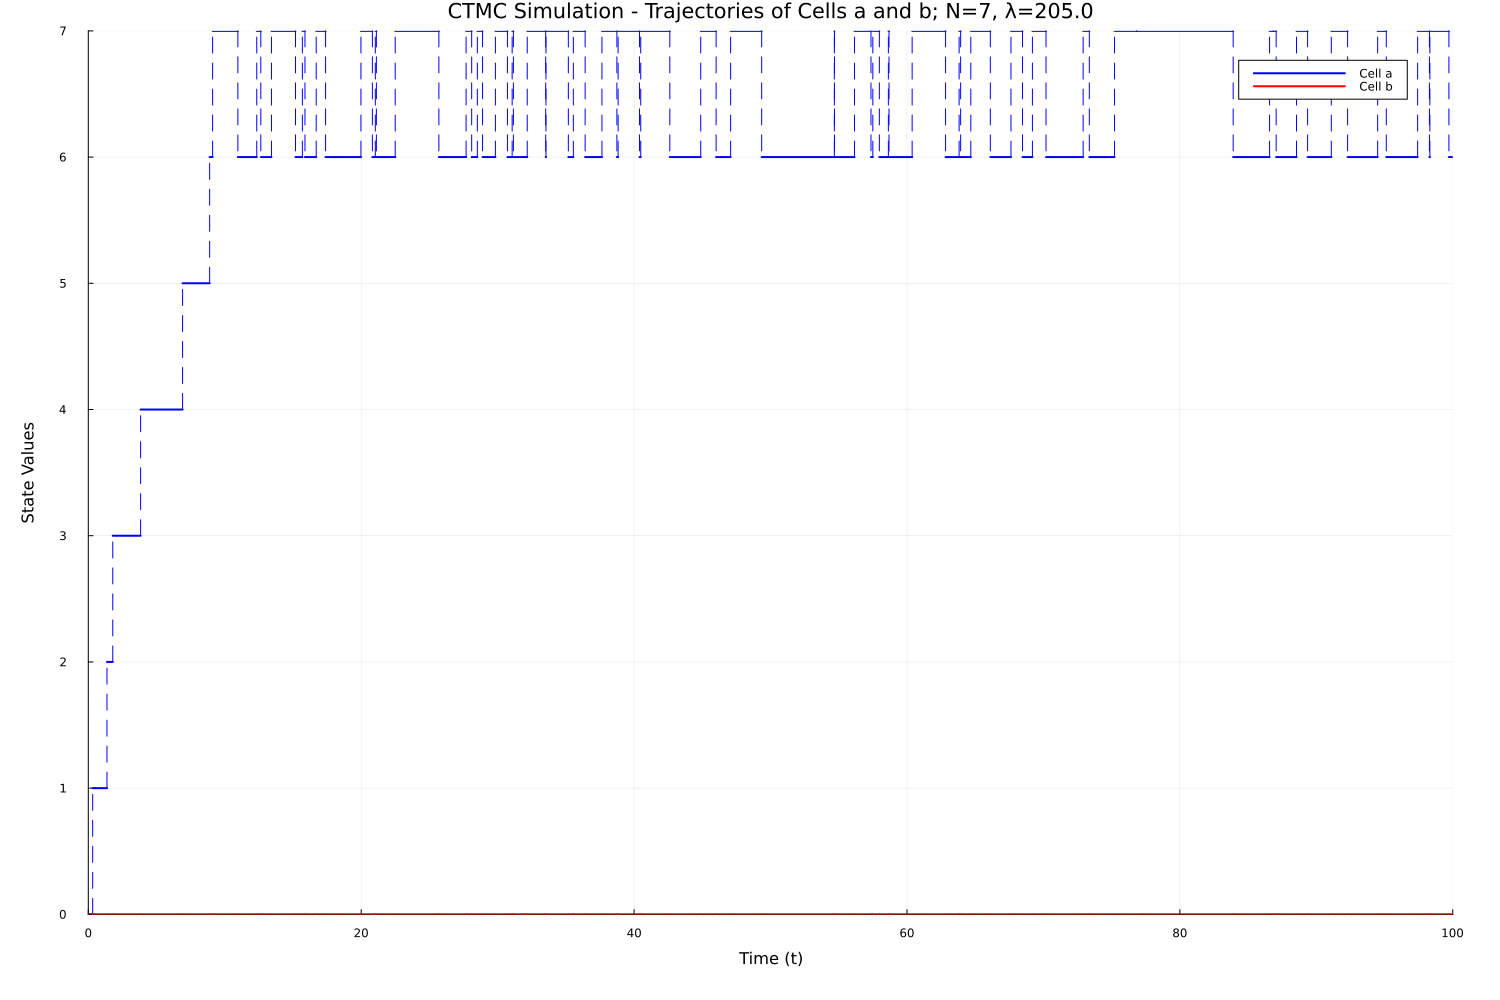 CTMC Simulation - Trajectories of Cells a and b; N=7, λ=205.0
7
6
5
4
3
2
1
0
State Values
Cell a
Cell b
0 20 40 60 80 100
Time (t)